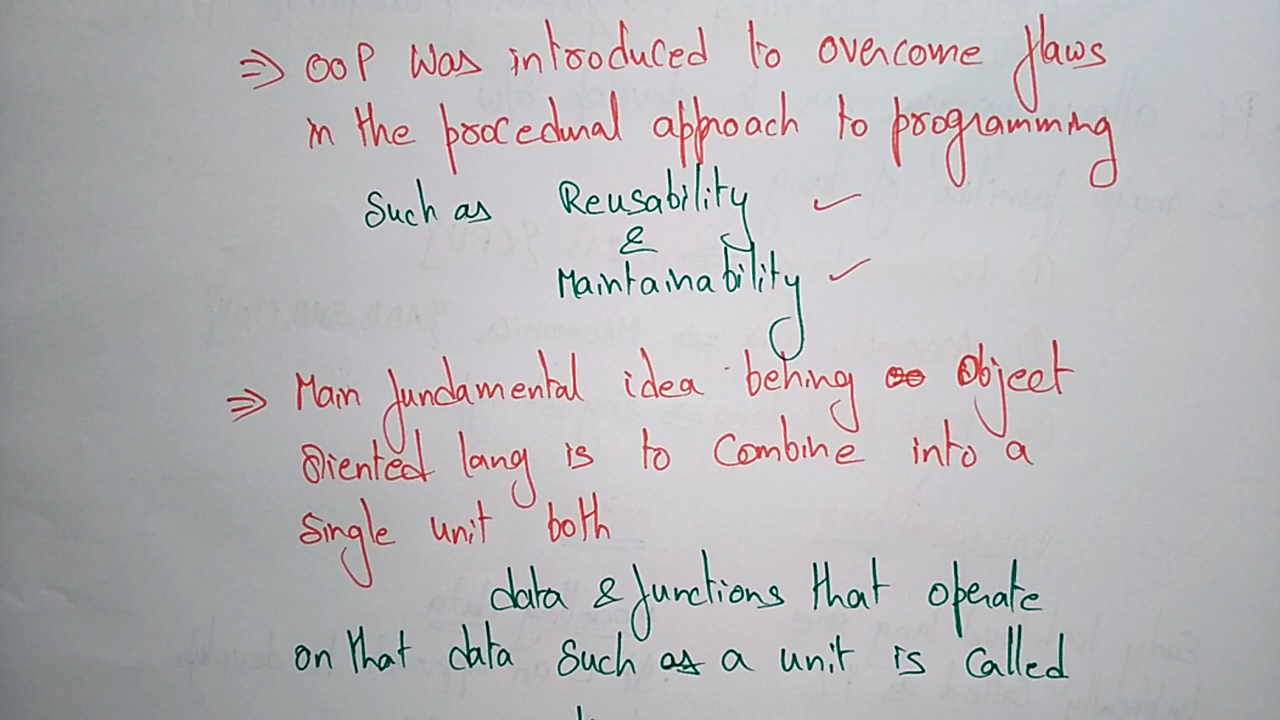 ⇒ OOP was introduced to overcome flaws
in the procedural approach to programming
Such as Reusability ✓
&
Maintainability ✓
⇒ Main fundamental idea behing Object
Oriented lang is to Combine into a
Single unit both
data & functions that operate
on that data Such a unit is Called